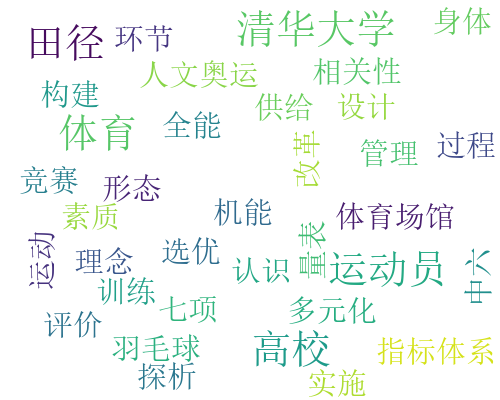 清华大学
身体
田径
环节
人文奥运
相关性
构建
供给
设计
体育
全能
改革
管理
过程
竞赛
形态
素质
机能
体育场馆
运动
理念
选优
认识
量表
运动员
中六
训练
七项
多元化
评价
羽毛球
高校
指标体系
探析
实施